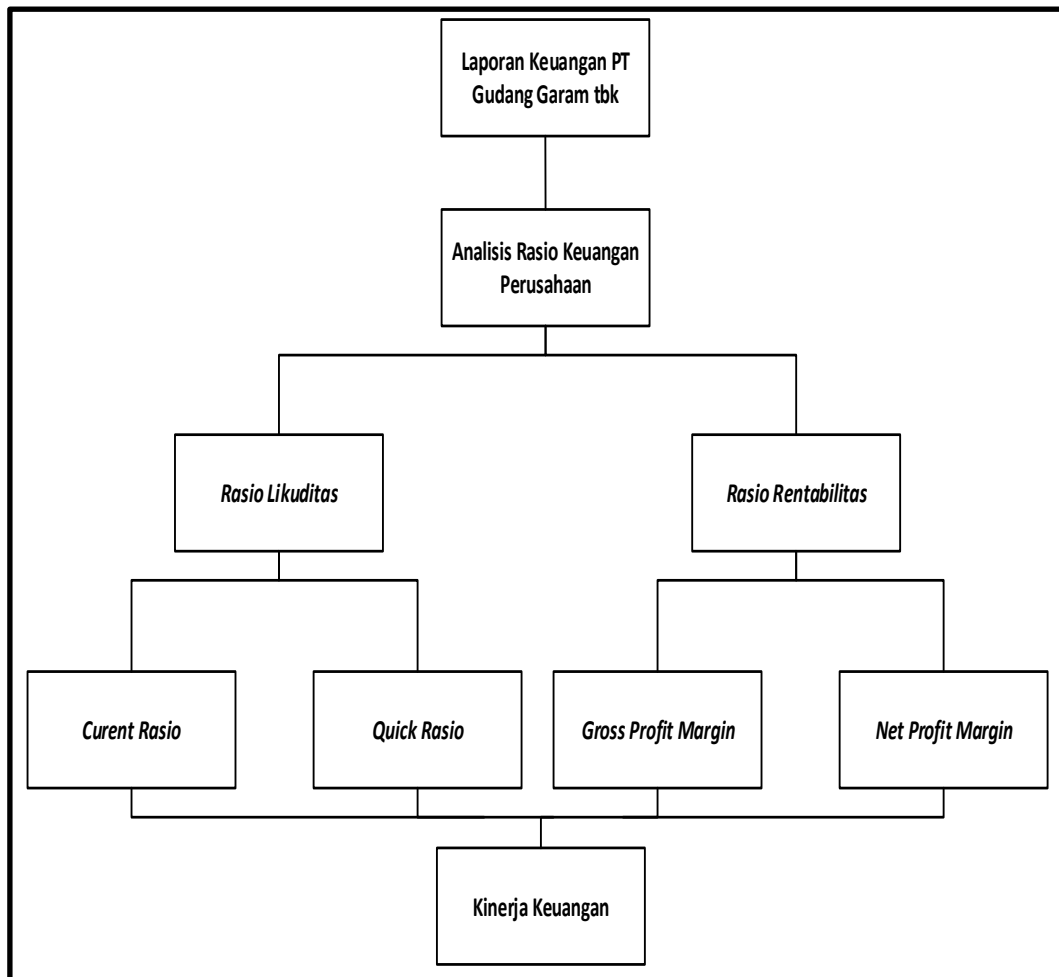 Laporan Keuangan PT
Gudang Garam tbk
Analisis Rasio Keuangan
Perusahaan
Rasio Likuditas
Rasio Rentabilitas
Curent Rasio
Quick Rasio
Gross Profit Margin
Net Profit Margin
Kinerja Keuangan